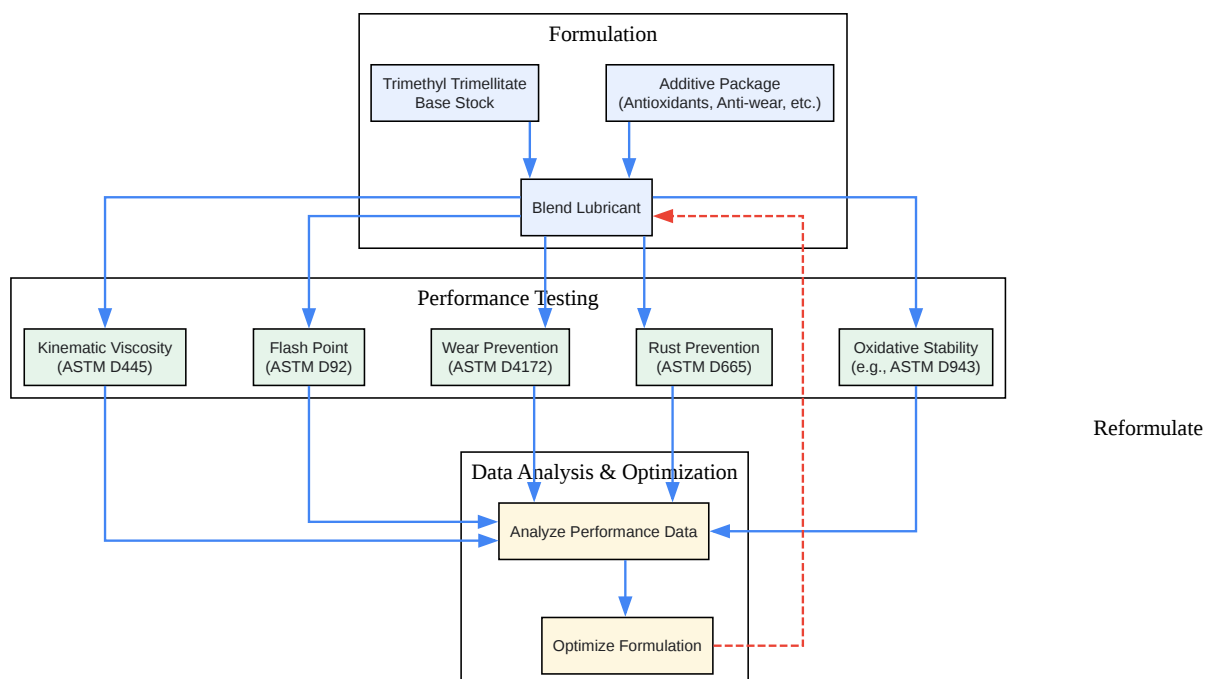 Formulation
Trimethyl Trimellitate
Base Stock
Additive Package
(Antioxidants, Anti-wear, etc.)
Blend Lubricant
Performance Testing
Kinematic Viscosity
(ASTM D445)
Flash Point
(ASTM D92)
Wear Prevention
(ASTM D4172)
Rust Prevention
(ASTM D665)
Oxidative Stability
(e.g., ASTM D943)
Reformulate
Data Analysis & Optimization
Analyze Performance Data
Optimize Formulation